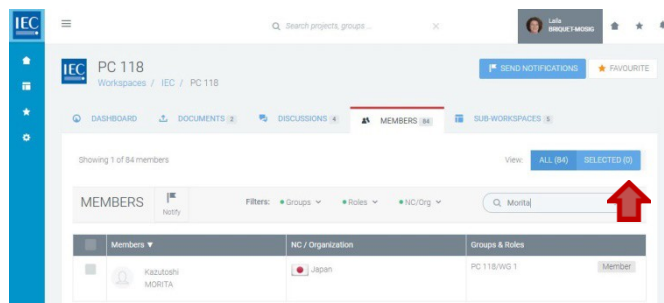 IEC
Search projects, groups...
Laila
BRIQUET-MOSIG
IEC
PC 118
Workspaces / IEC / PC 118
SEND NOTIFICATIONS
FAVOURITE
DASHBOARD
DOCUMENTS 2
DISCUSSIONS 4
MEMBERS 84
SUB-WORKSPACES 5
Showing 1 of 84 members
View:
ALL (84)
SELECTED (0)
MEMBERS
Notify
Filters:
Groups
Roles
NC/Org
Morita
Members ▼
NC / Organization
Groups & Roles
Kazutoshi
MORITA
Japan
PC 118/WG 1
Member